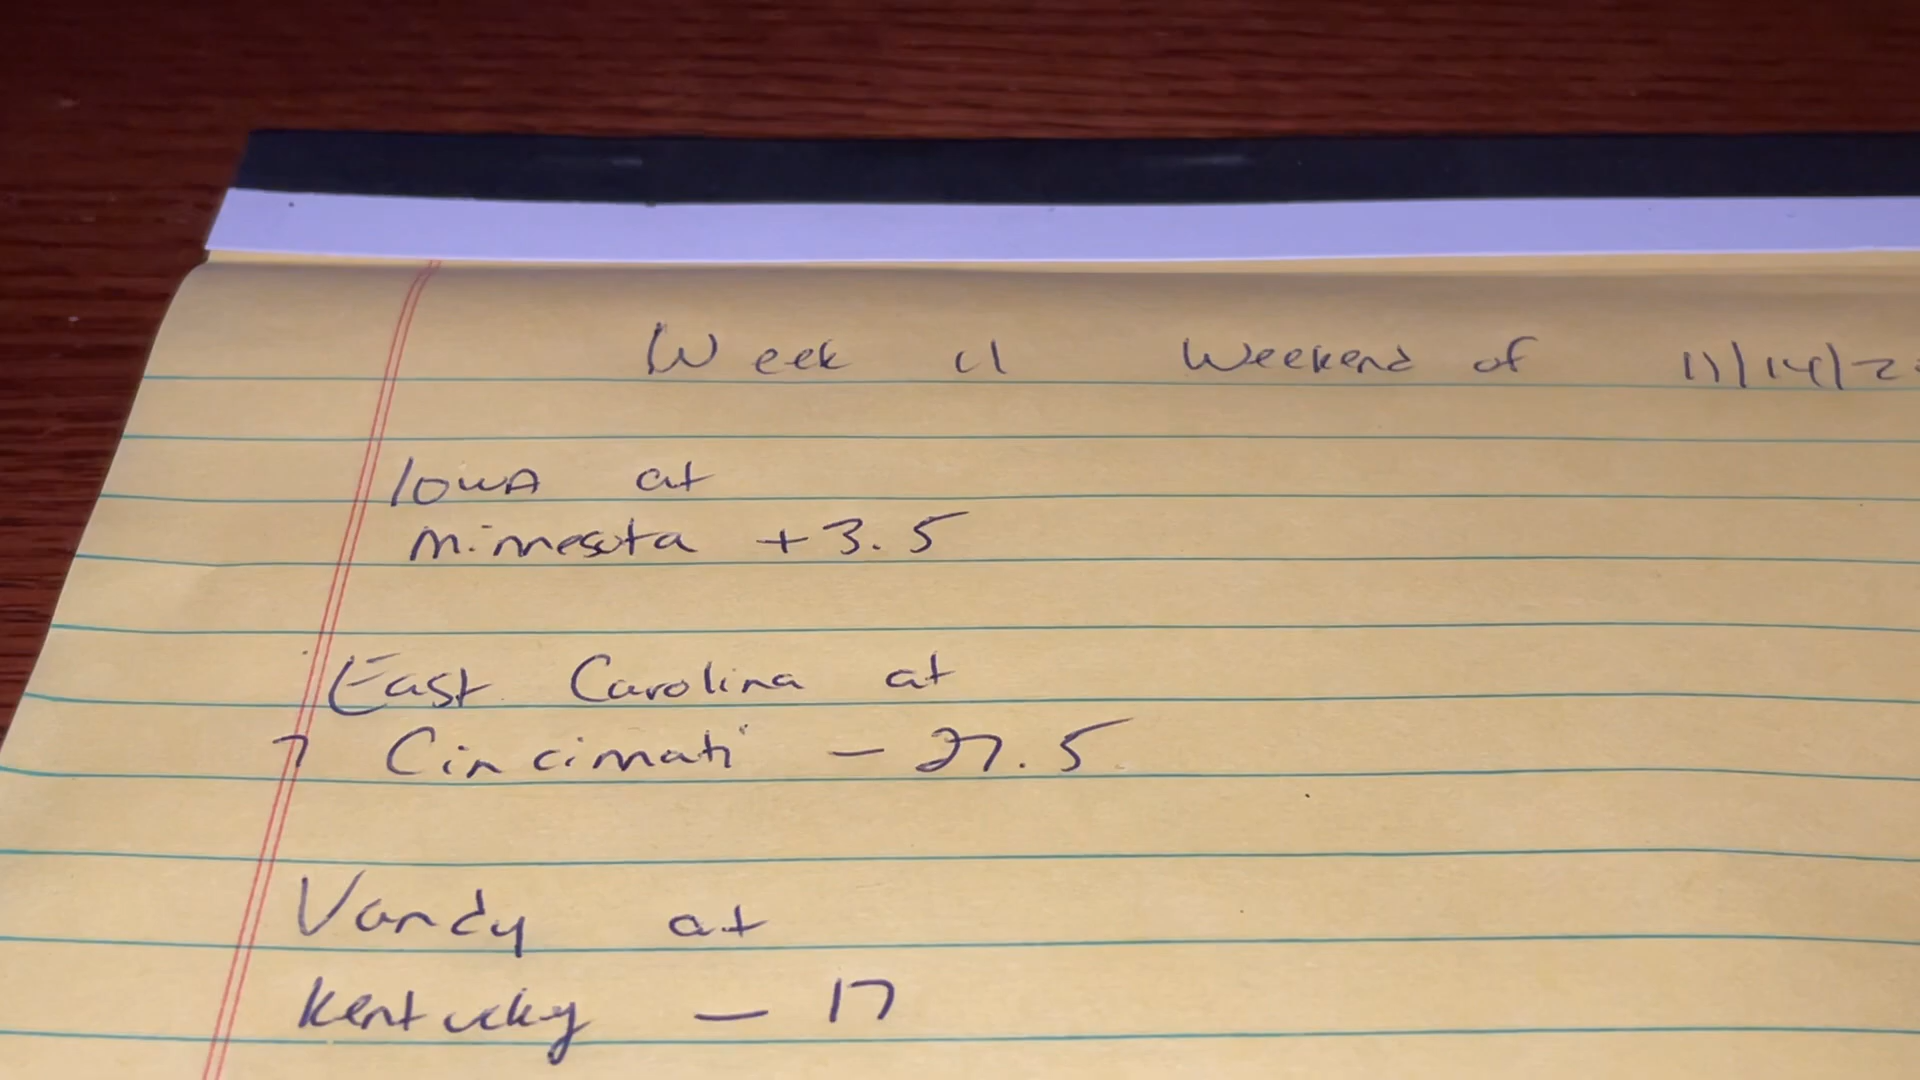 Week 11 Weekend of 11/14/2
Iowa at
Minnesota +3.5
East Carolina at
7 Cincinnati - 27.5
Vandy at
Kentucky - 17